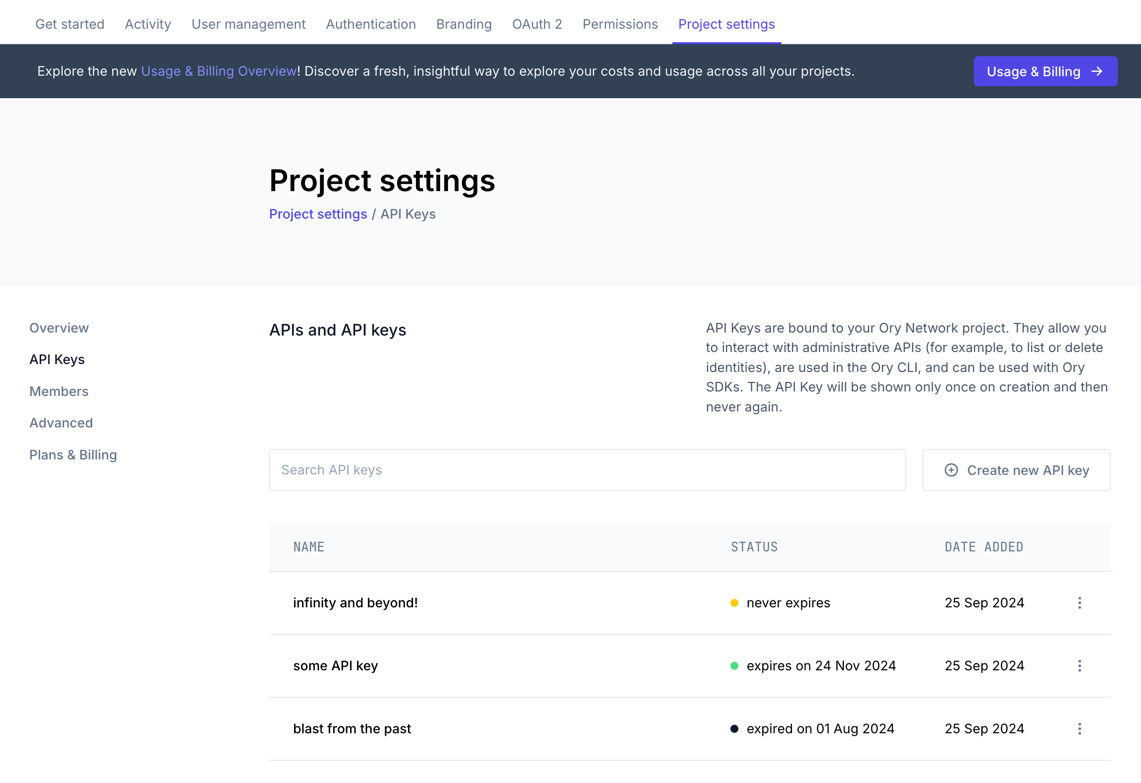 Get started Activity User management Authentication Branding OAuth 2 Permissions Project settings
Explore the new Usage & Billing Overview! Discover a fresh, insightful way to explore your costs and usage across all your projects. Usage & Billing →
Project settings
Project settings / API Keys
Overview
API Keys
Members
Advanced
Plans & Billing
APIs and API keys
API Keys are bound to your Ory Network project. They allow you
to interact with administrative APIs (for example, to list or delete
identities), are used in the Ory CLI, and can be used with Ory
SDKs. The API Key will be shown only once on creation and then
never again.
Search API keys
Create new API key
NAME STATUS DATE ADDED
infinity and beyond! never expires 25 Sep 2024
some API key expires on 24 Nov 2024 25 Sep 2024
blast from the past expired on 01 Aug 2024 25 Sep 2024